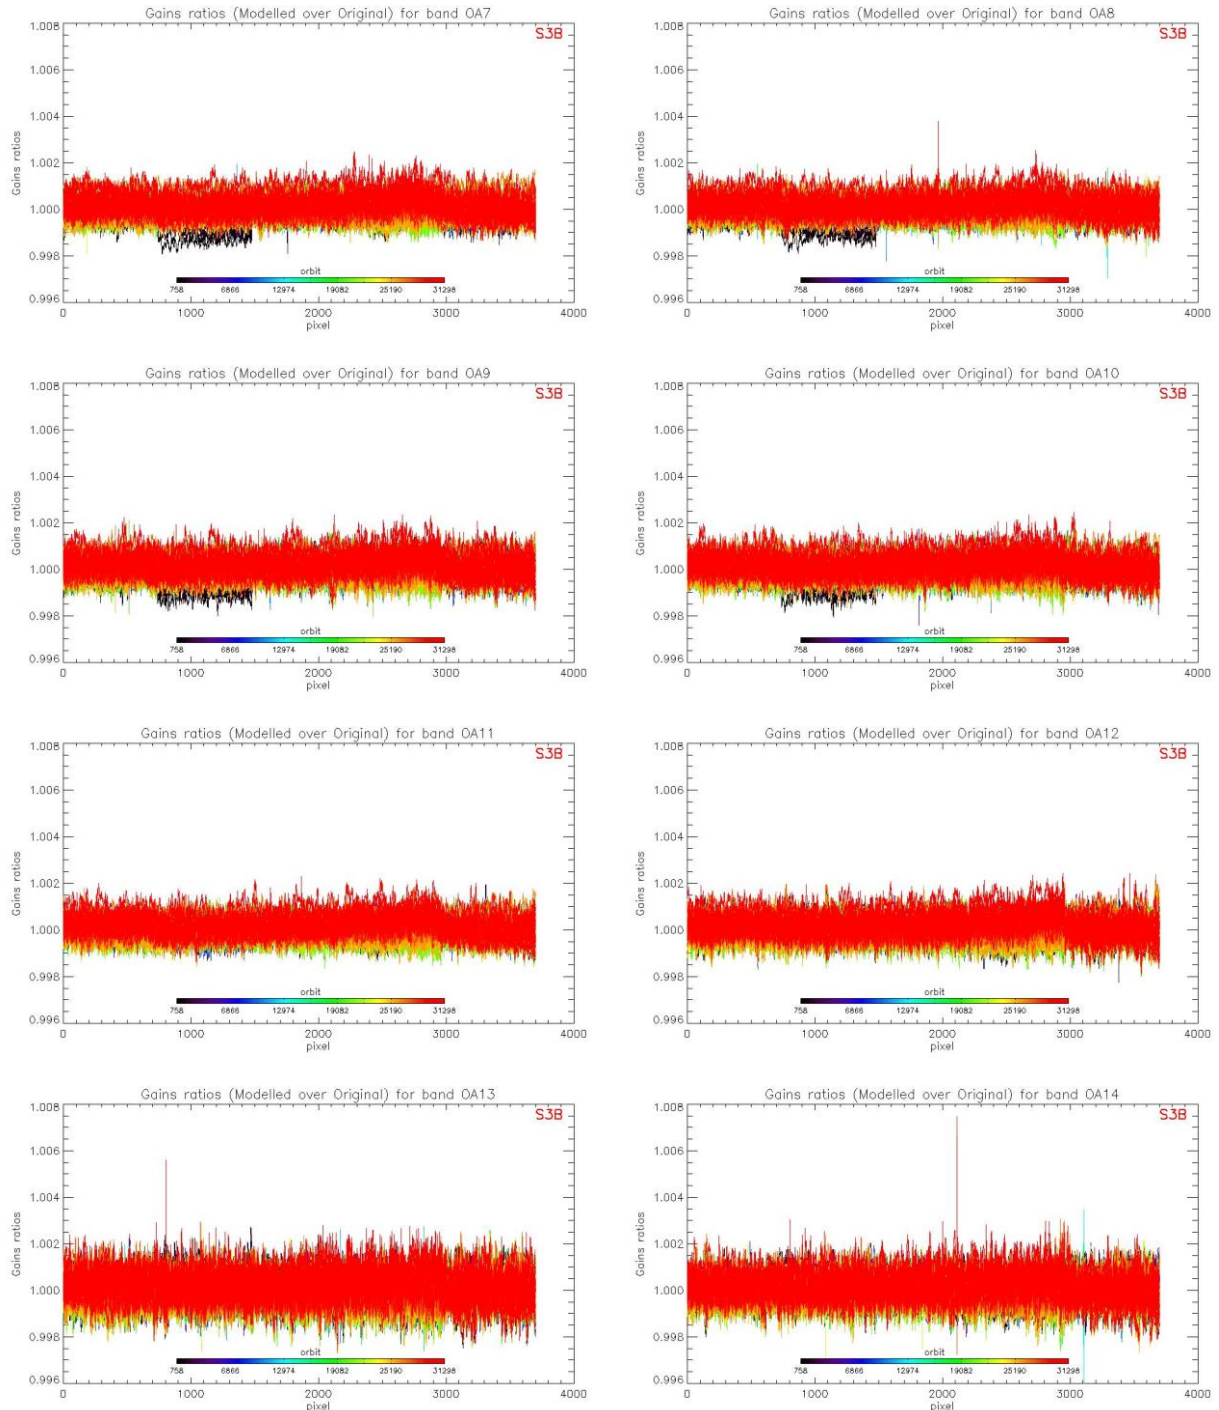 Gains ratios (Modelled over Original) for band OA7
S3B
1.008
1.006
1.004
1.002
1.000
0.998
0.996
Gains ratios
orbit
758 6866 12974 19082 25190 31298
0 1000 2000 3000 4000
pixel
Gains ratios (Modelled over Original) for band OA8
S3B
1.008
1.006
1.004
1.002
1.000
0.998
0.996
Gains ratios
orbit
758 6866 12974 19082 25190 31298
0 1000 2000 3000 4000
pixel
Gains ratios (Modelled over Original) for band OA9
S3B
1.008
1.006
1.004
1.002
1.000
0.998
0.996
Gains ratios
orbit
758 6866 12974 19082 25190 31298
0 1000 2000 3000 4000
pixel
Gains ratios (Modelled over Original) for band OA10
S3B
1.008
1.006
1.004
1.002
1.000
0.998
0.996
Gains ratios
orbit
758 6866 12974 19082 25190 31298
0 1000 2000 3000 4000
pixel
Gains ratios (Modelled over Original) for band OA11
S3B
1.008
1.006
1.004
1.002
1.000
0.998
0.996
Gains ratios
orbit
758 6866 12974 19082 25190 31298
0 1000 2000 3000 4000
pixel
Gains ratios (Modelled over Original) for band OA12
S3B
1.008
1.006
1.004
1.002
1.000
0.998
0.996
Gains ratios
orbit
758 6866 12974 19082 25190 31298
0 1000 2000 3000 4000
pixel
Gains ratios (Modelled over Original) for band OA13
S3B
1.008
1.006
1.004
1.002
1.000
0.998
0.996
Gains ratios
orbit
758 6866 12974 19082 25190 31298
0 1000 2000 3000 4000
pixel
Gains ratios (Modelled over Original) for band OA14
S3B
1.008
1.006
1.004
1.002
1.000
0.998
0.996
Gains ratios
orbit
758 6866 12974 19082 25190 31298
0 1000 2000 3000 4000
pixel